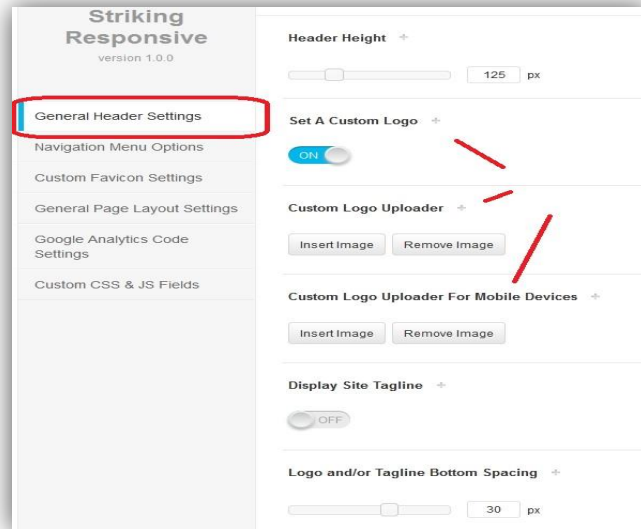 Striking
Responsive
version 1.0.0
General Header Settings
Navigation Menu Options
Custom Favicon Settings
General Page Layout Settings
Google Analytics Code
Settings
Custom CSS & JS Fields
Header Height +
125 px
Set A Custom Logo +
ON
Custom Logo Uploader +
Insert Image Remove Image
Custom Logo Uploader For Mobile Devices +
Insert Image Remove Image
Display Site Tagline +
OFF
Logo and/or Tagline Bottom Spacing +
30 px